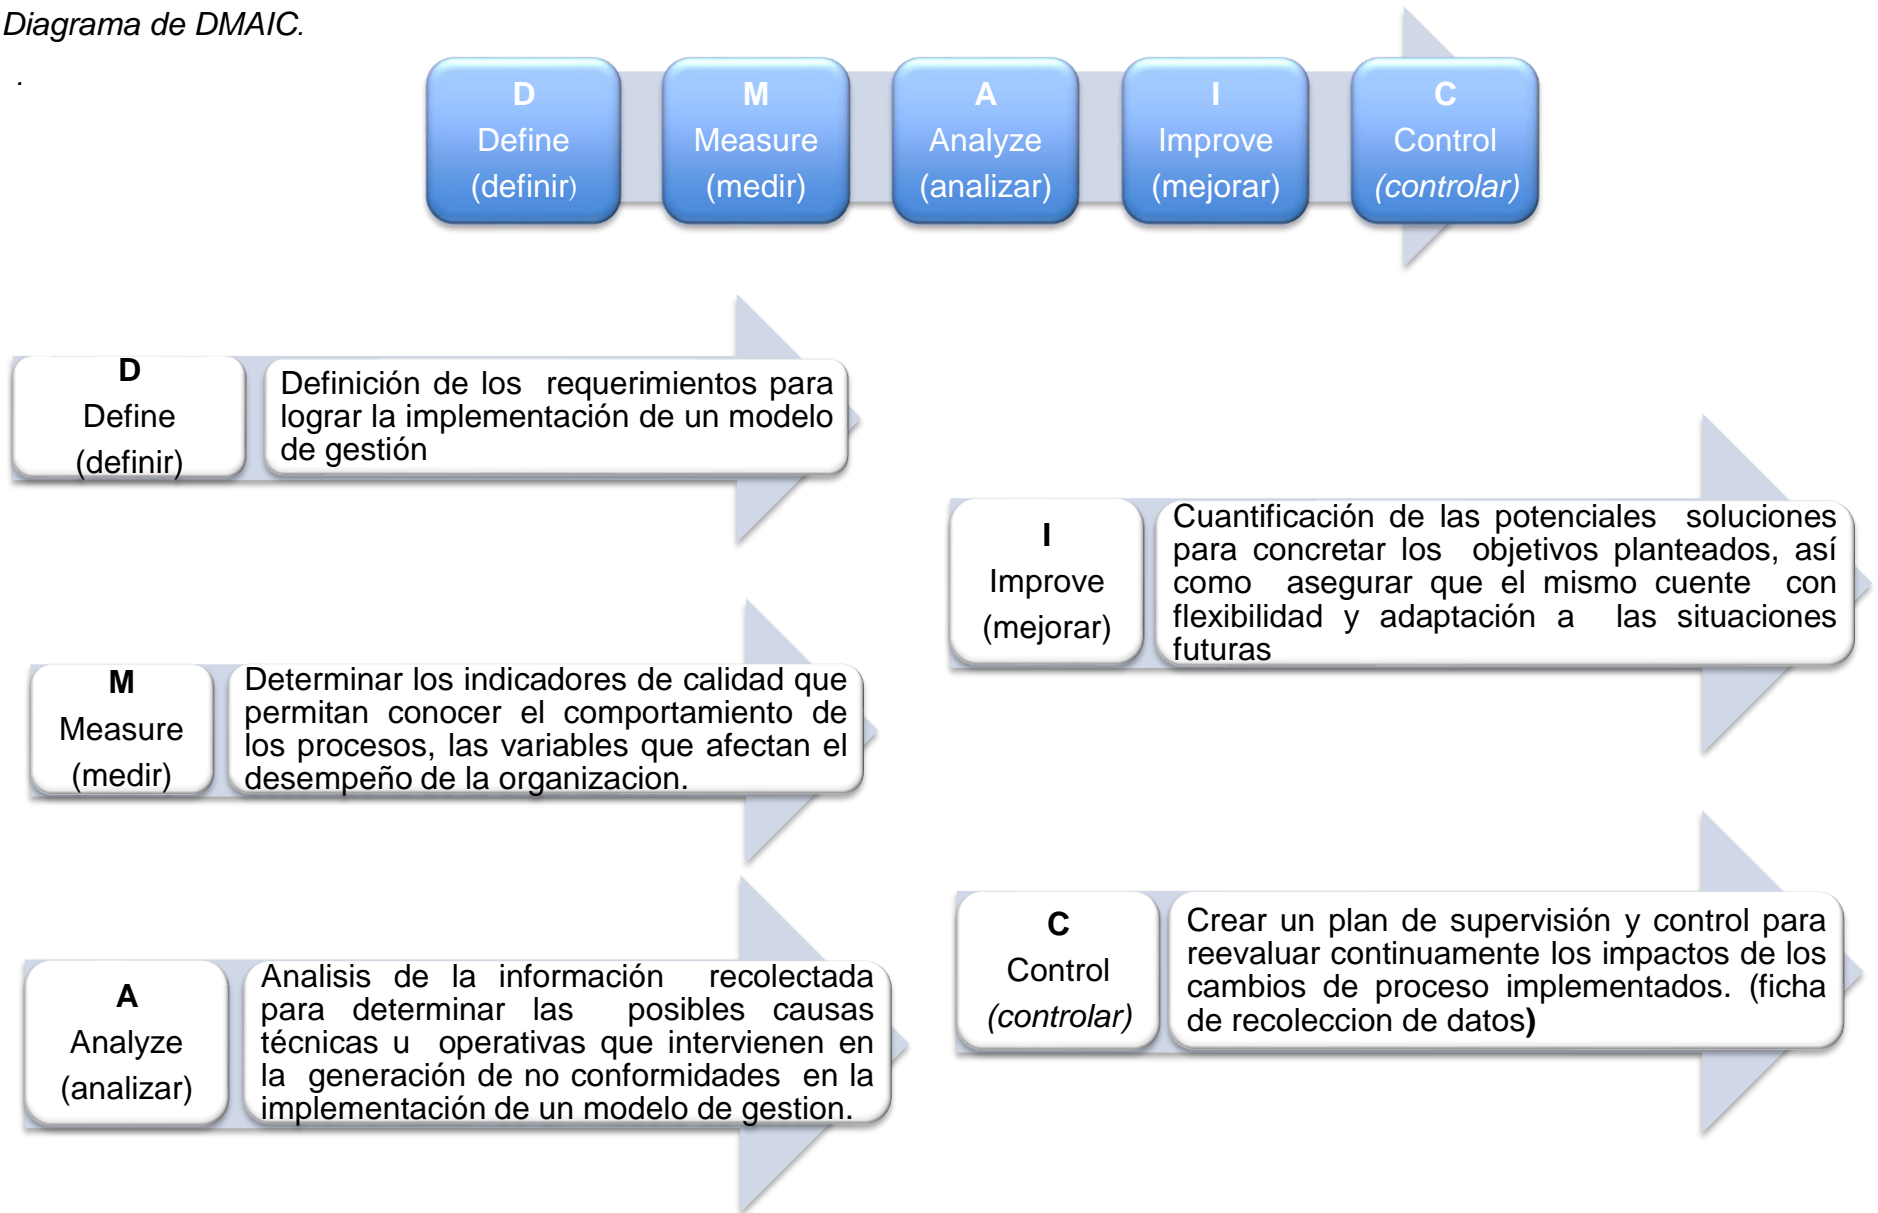 Diagrama de DMAIC.
.
D
Define
(definir)
M
Measure
(medir)
A
Analyze
(analizar)
I
Improve
(mejorar)
C
Control
(controlar)
D
Define
(definir)
Definición de los requerimientos para
lograr la implementación de un modelo
de gestión
M
Measure
(medir)
Determinar los indicadores de calidad que
permitan conocer el comportamiento de
los procesos, las variables que afectan el
desempeño de la organizacion.
A
Analyze
(analizar)
Analisis de la información recolectada
para determinar las posibles causas
técnicas u operativas que intervienen en
la generación de no conformidades en la
implementación de un modelo de gestion.
I
Improve
(mejorar)
Cuantificación de las potenciales soluciones
para concretar los objetivos planteados, así
como asegurar que el mismo cuente con
flexibilidad y adaptación a las situaciones
futuras
C
Control
(controlar)
Crear un plan de supervisión y control para
reevaluar continuamente los impactos de los
cambios de proceso implementados. (ficha
de recoleccion de datos)